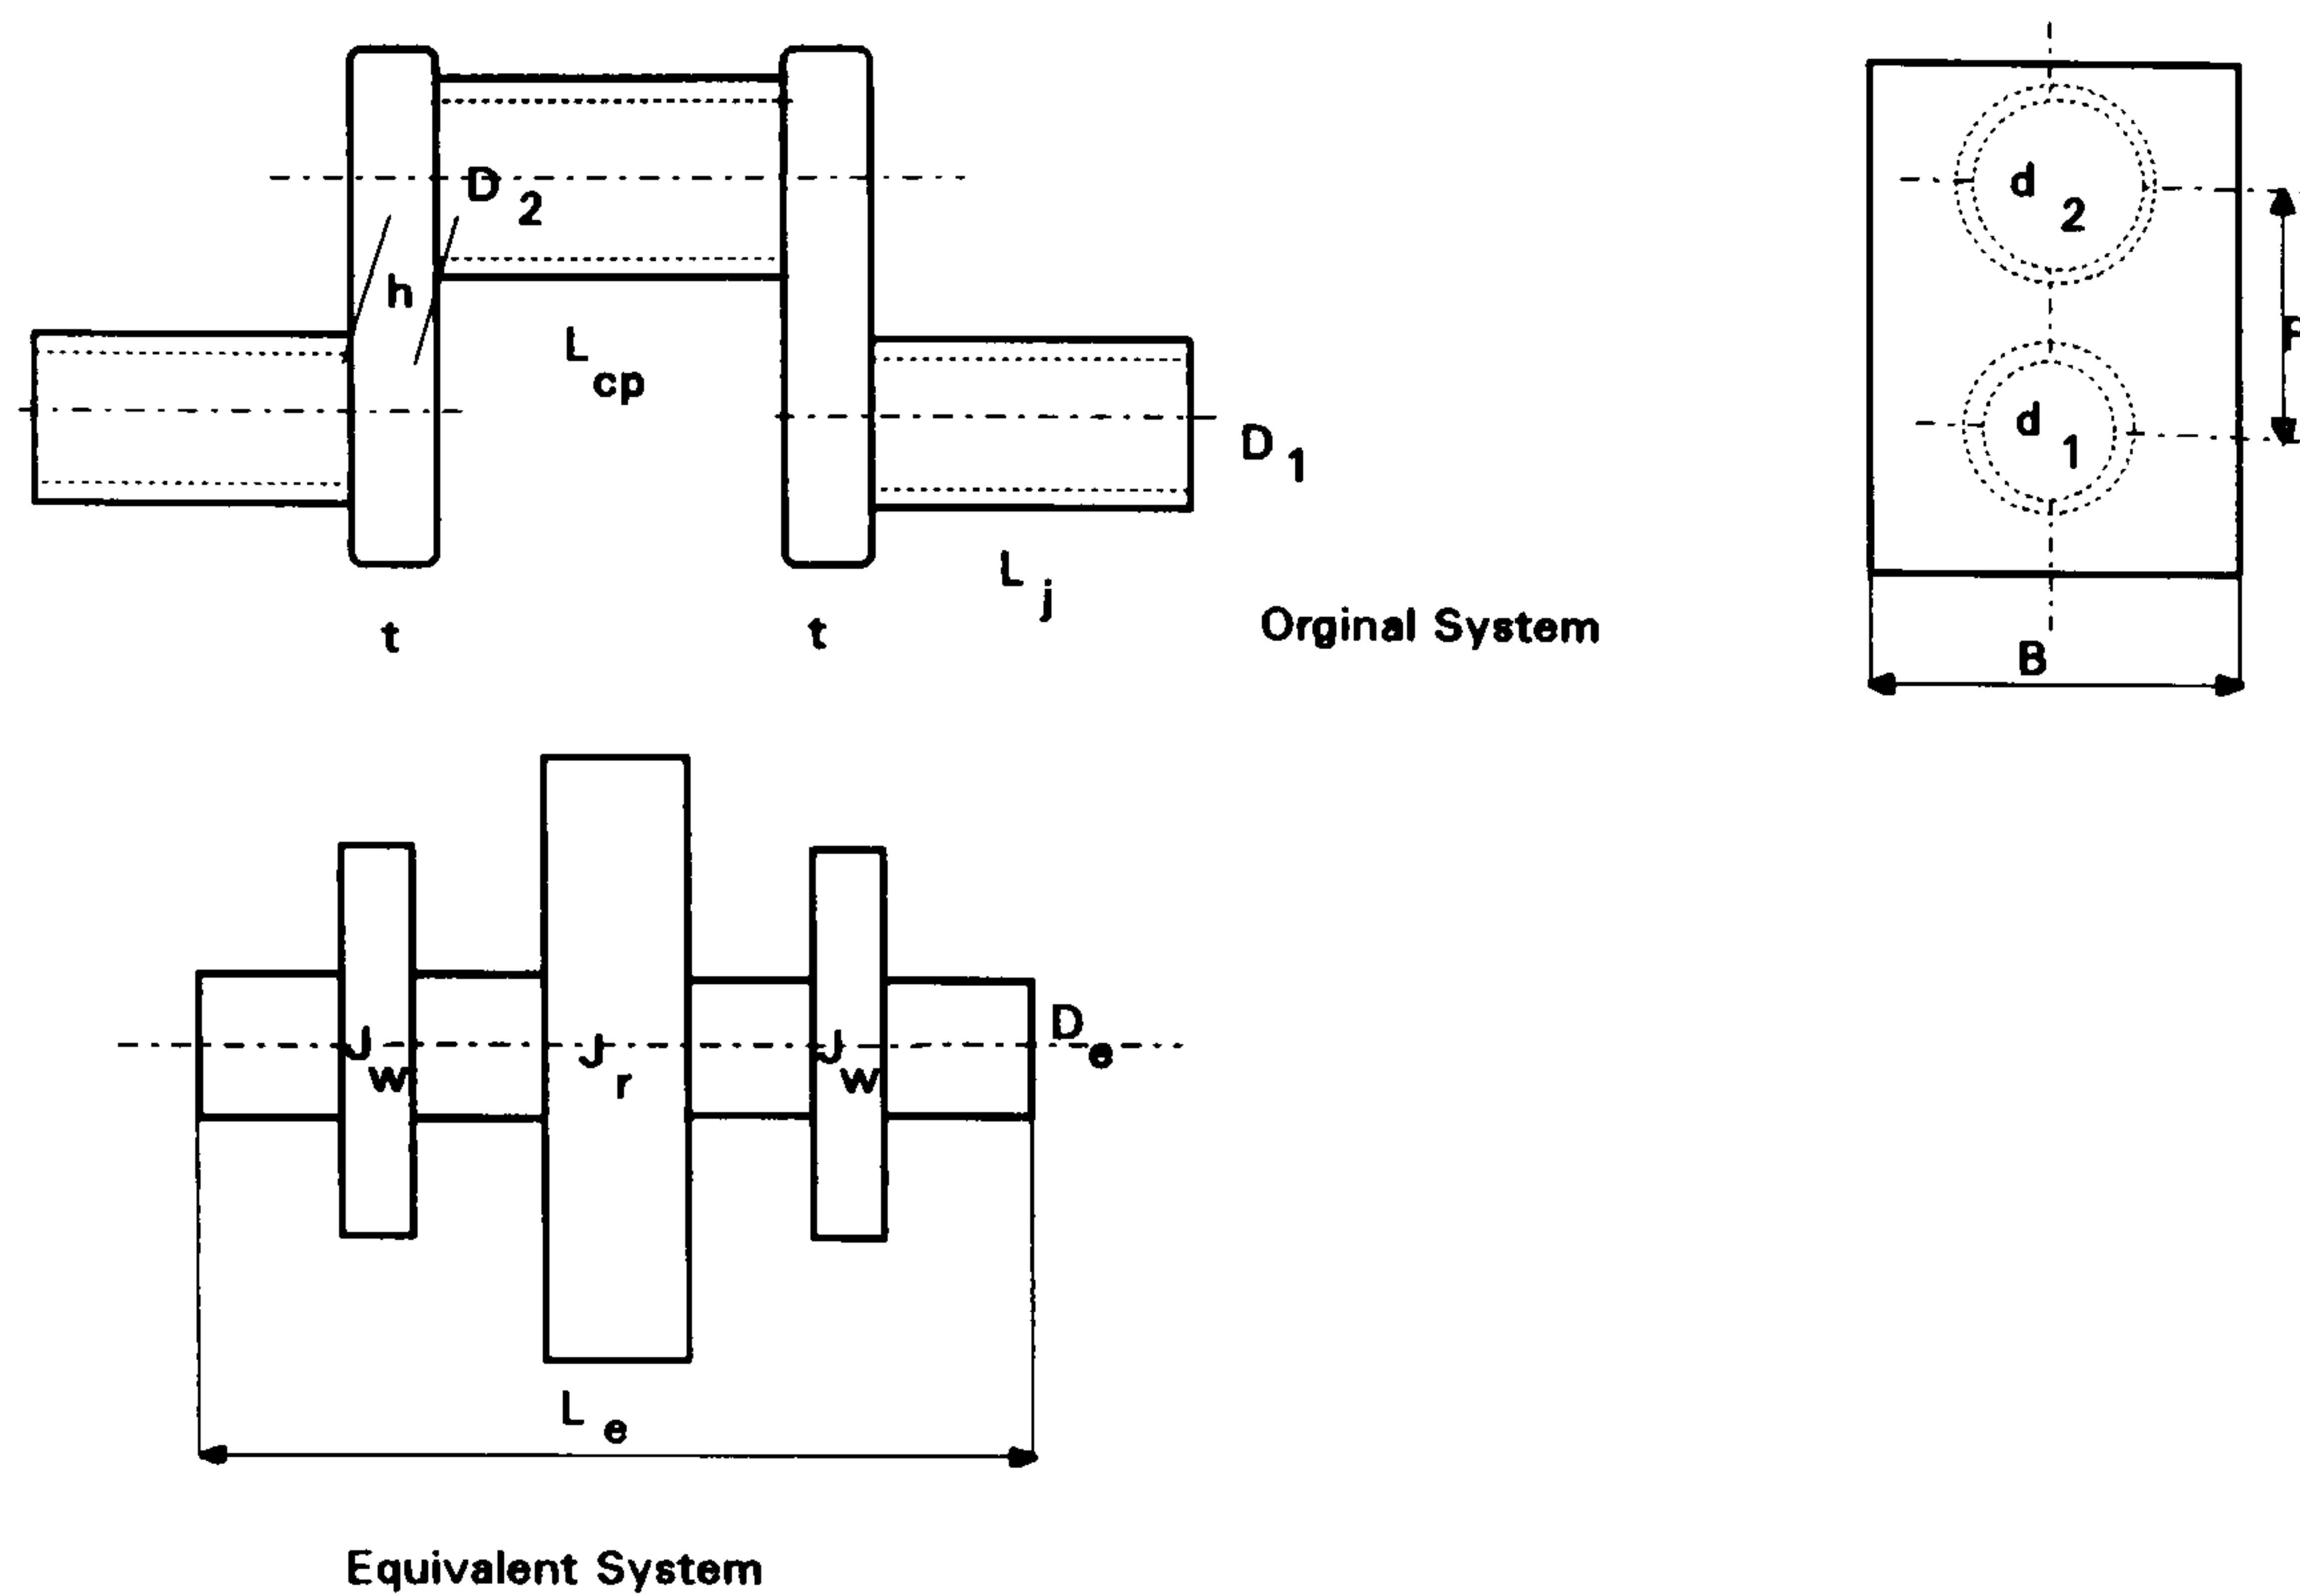 D 2
h
L cp
D 1
L j
t
t
Orginal System
d 2
d 1
B
J w
J r
J w
D e
L e
Equivalent System